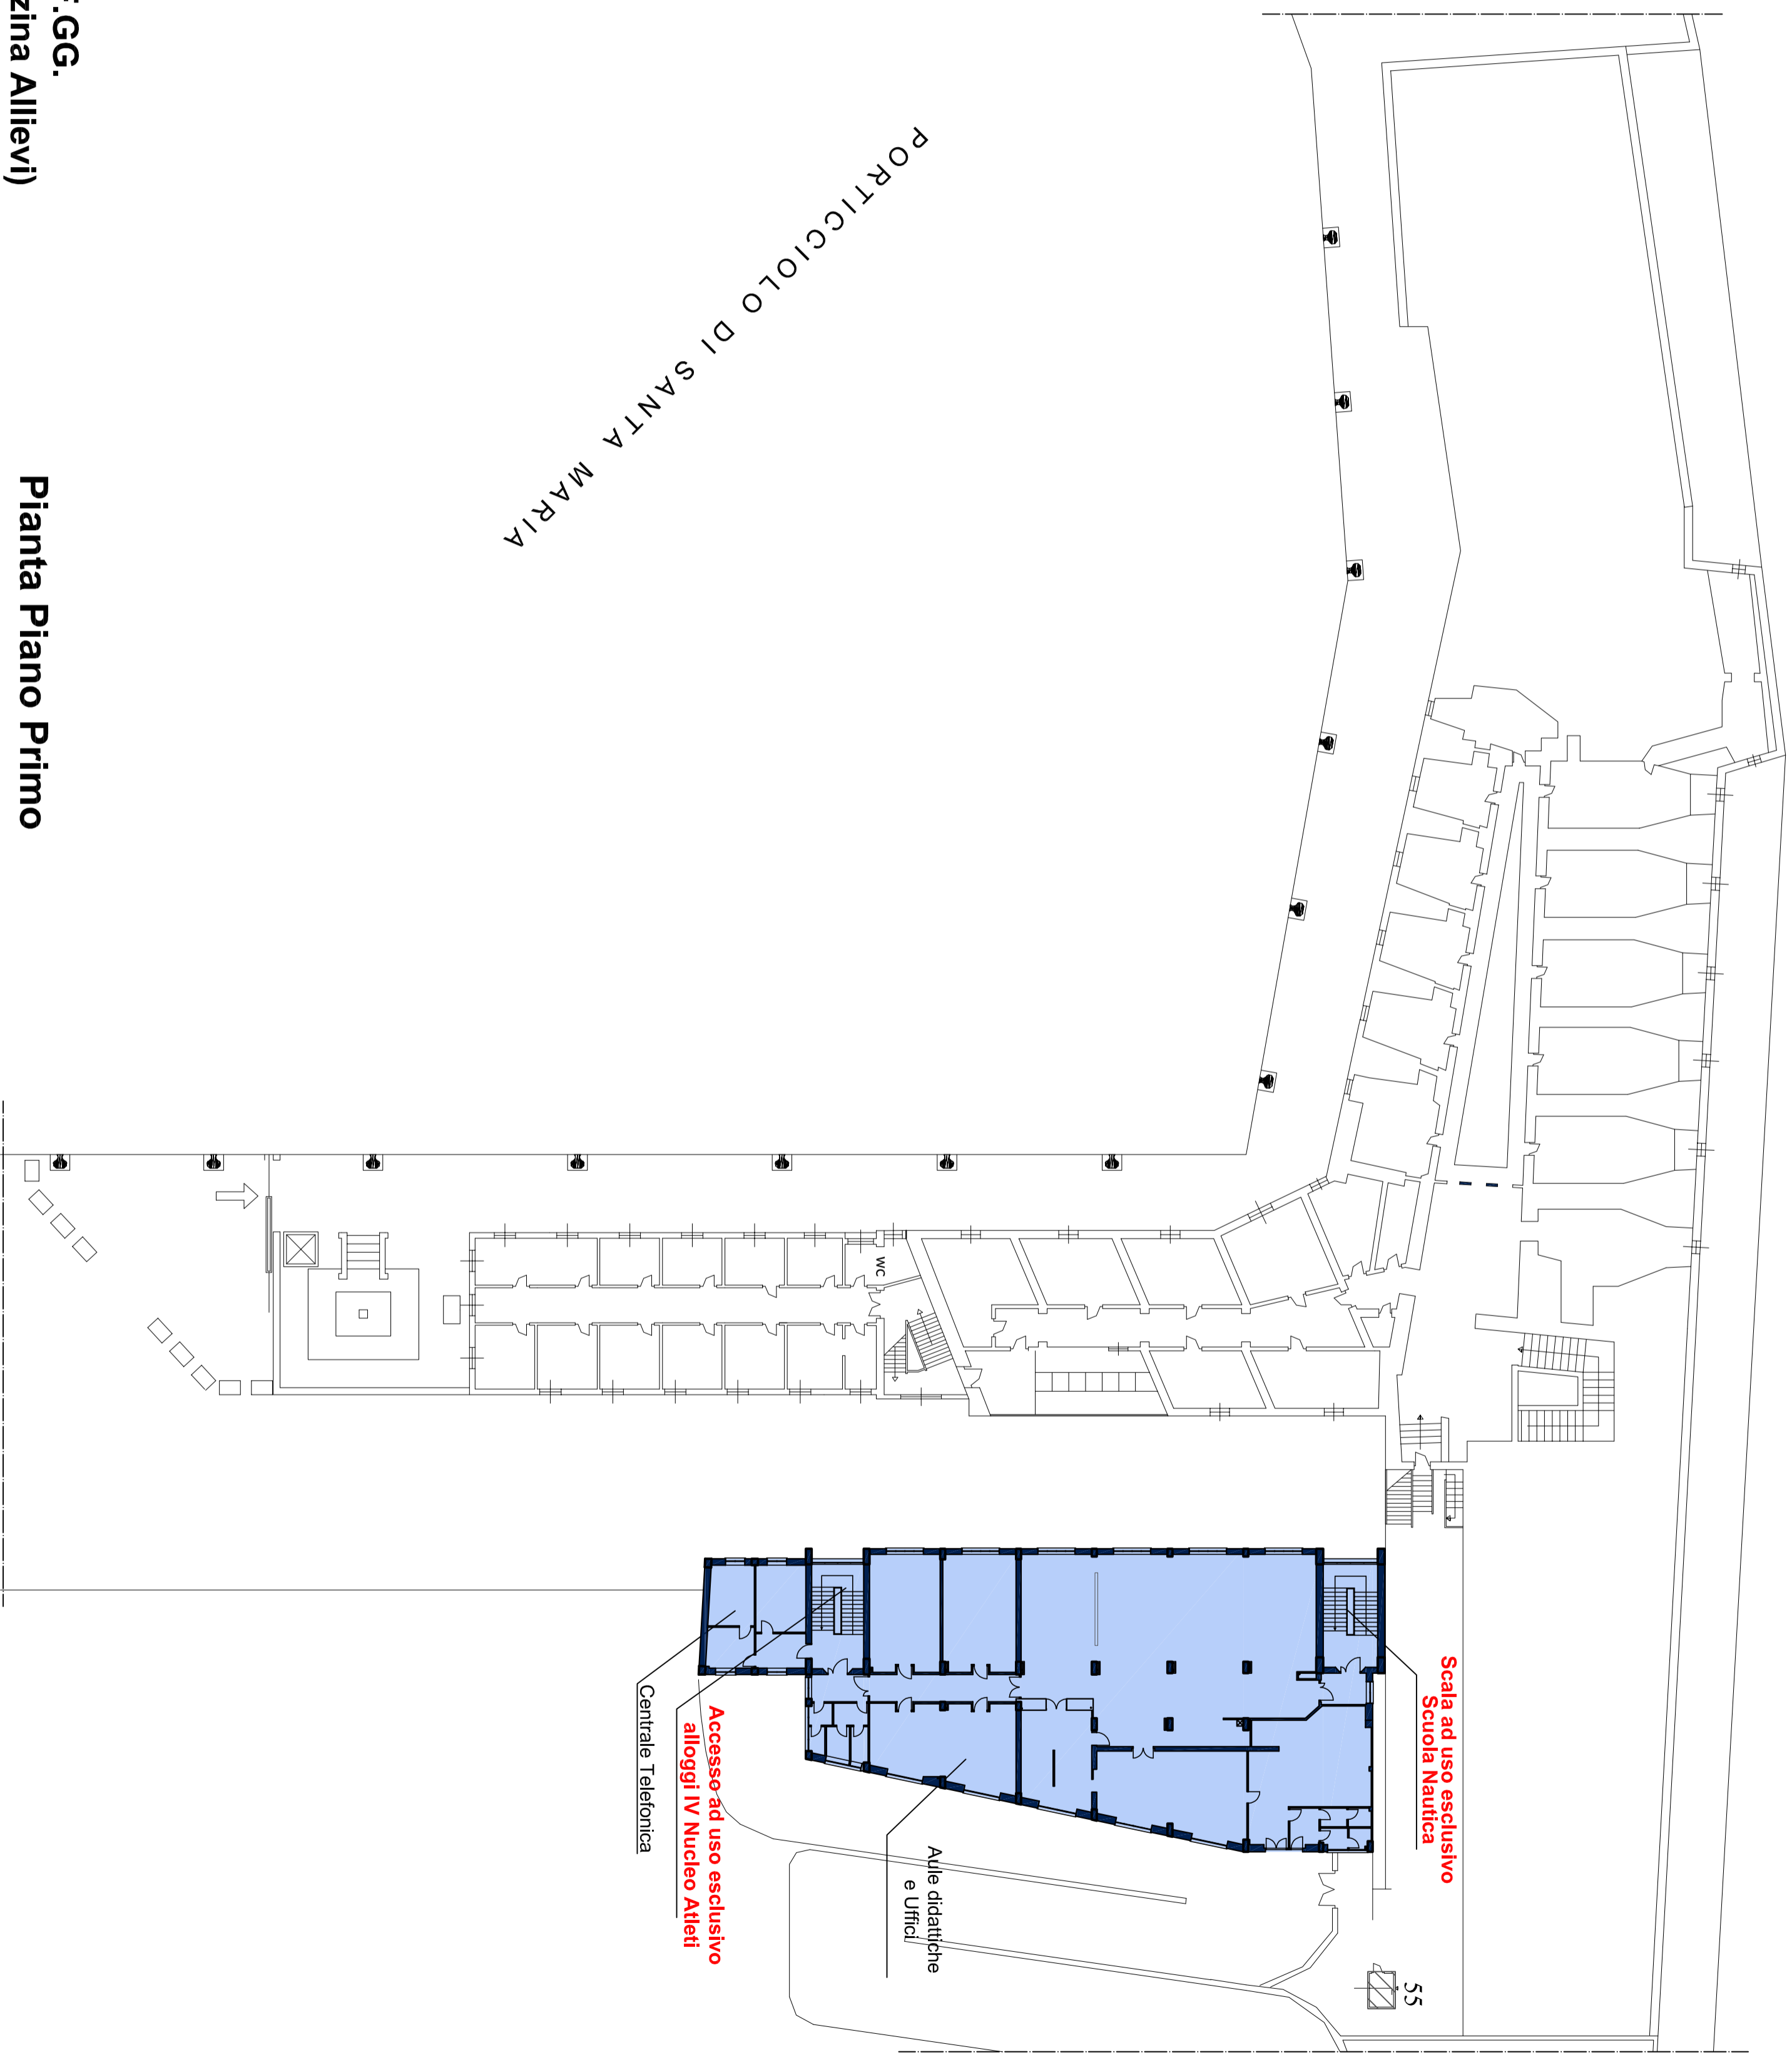 F.GG.
zina Allievi)
Pianta Piano Primo
PORTICCIOLO DI SANTA MARIA
WC
Scala ad uso esclusivo
Scuola Nautica
55
Aule didattiche
e Uffici
Accesso ad uso esclusivo
alloggi IV Nucleo Atleti
Centrale Telefonica